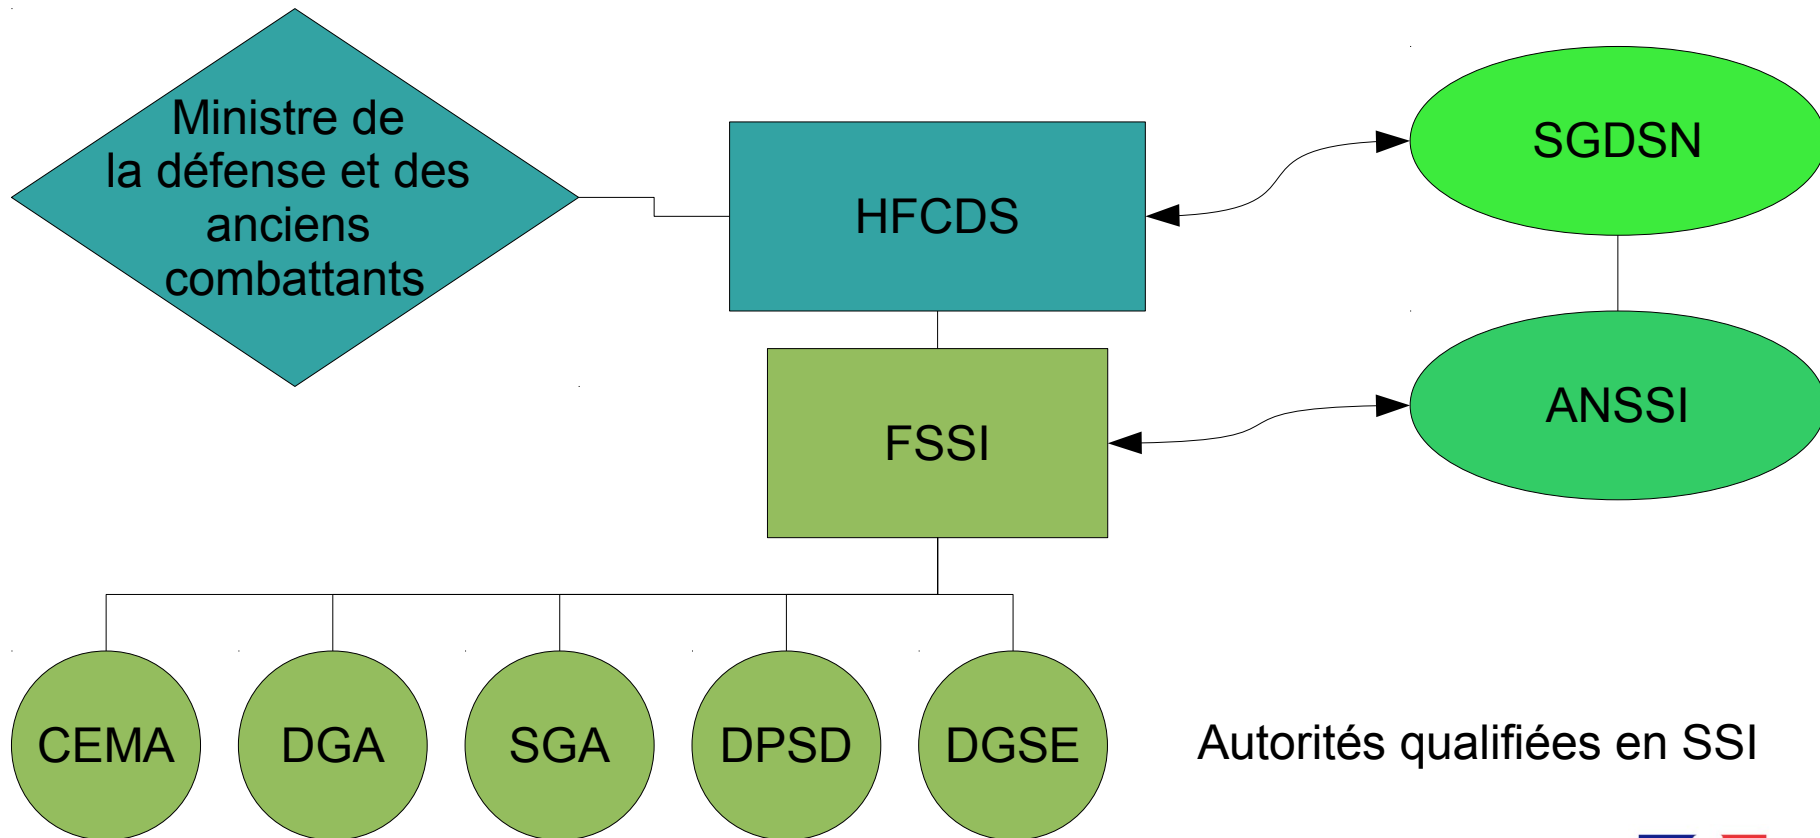 Ministre de
la défense et des
anciens
combattants
HFCDS
SGDSN
FSSI
ANSSI
CEMA
DGA
SGA
DPSD
DGSE
Autorités qualifiées en SSI